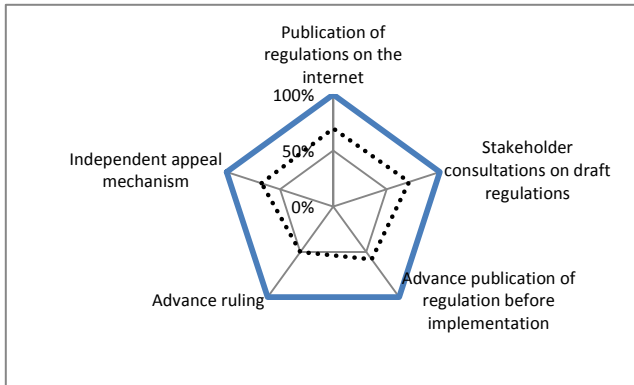 Publication of
regulations on the
internet
100%
50%
0%
Stakeholder
consultations on draft
regulations
Independent appeal
mechanism
Advance publication of
regulation before
implementation
Advance ruling